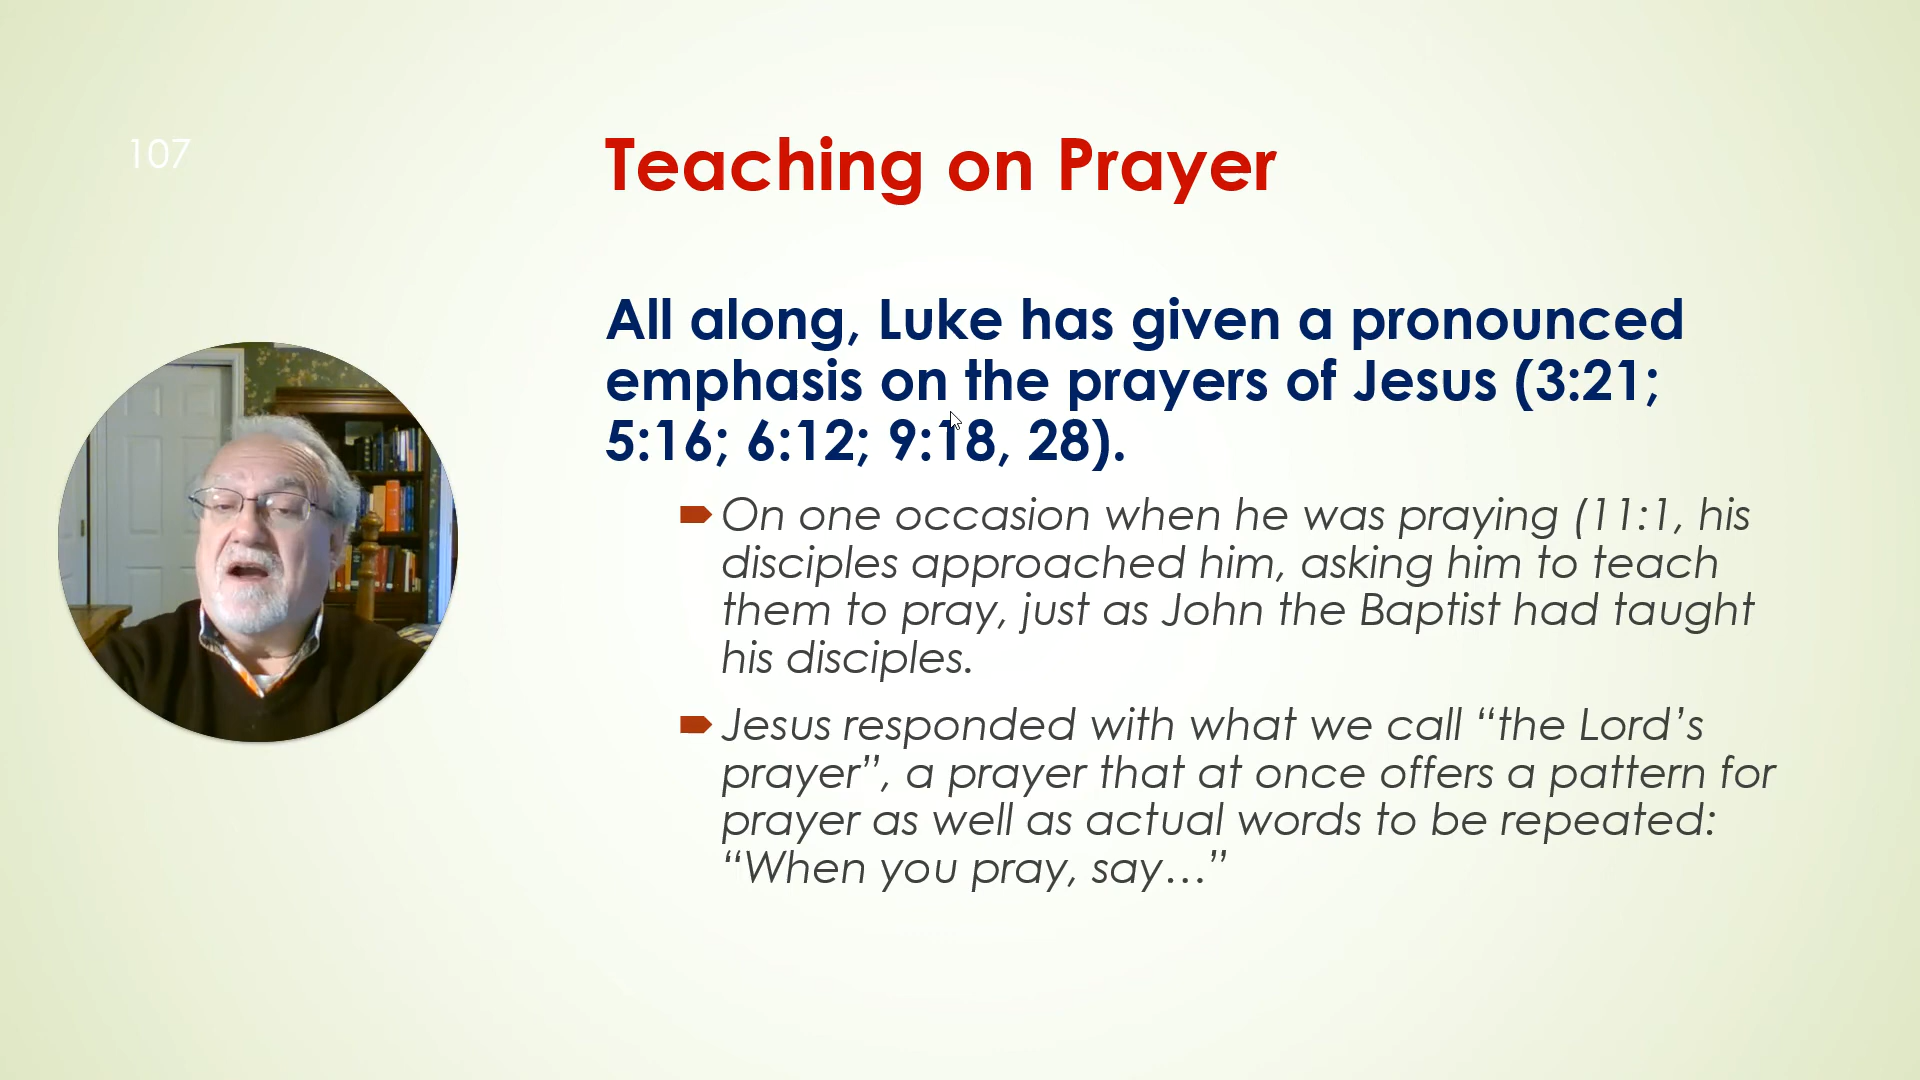 107
Teaching on Prayer
All along, Luke has given a pronounced
emphasis on the prayers of Jesus (3:21;
5:16; 6:12; 9:18, 28).
On one occasion when he was praying (11:1, his
disciples approached him, asking him to teach
them to pray, just as John the Baptist had taught
his disciples.
Jesus responded with what we call “the Lord’s
prayer”, a prayer that at once offers a pattern for
prayer as well as actual words to be repeated:
“When you pray, say…”